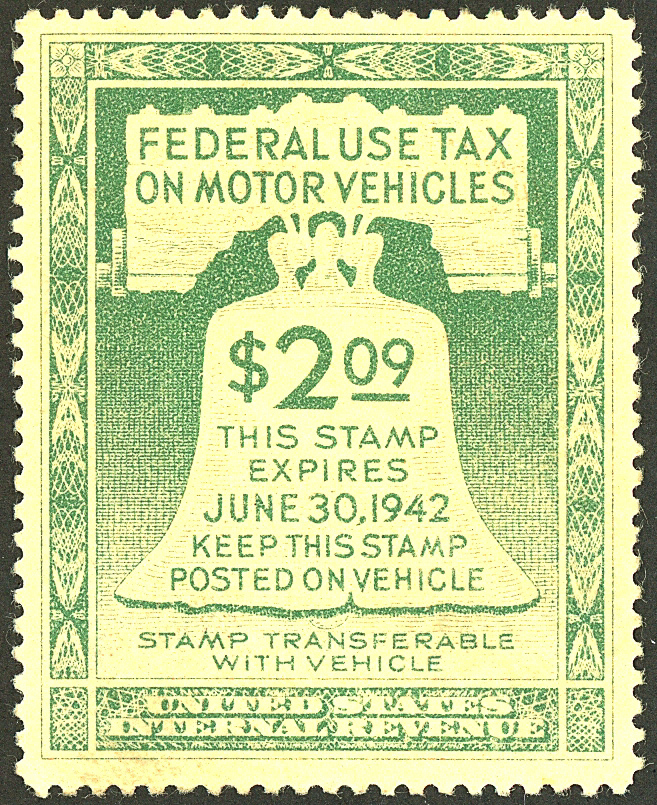 FEDERAL USE TAX
ON MOTOR VEHICLES
$2.09
THIS STAMP
EXPIRES
JUNE 30, 1942
KEEP THIS STAMP
POSTED ON VEHICLE
STAMP TRANSFERABLE
WITH VEHICLE
UNITED STATES
INTERNAL REVENUE